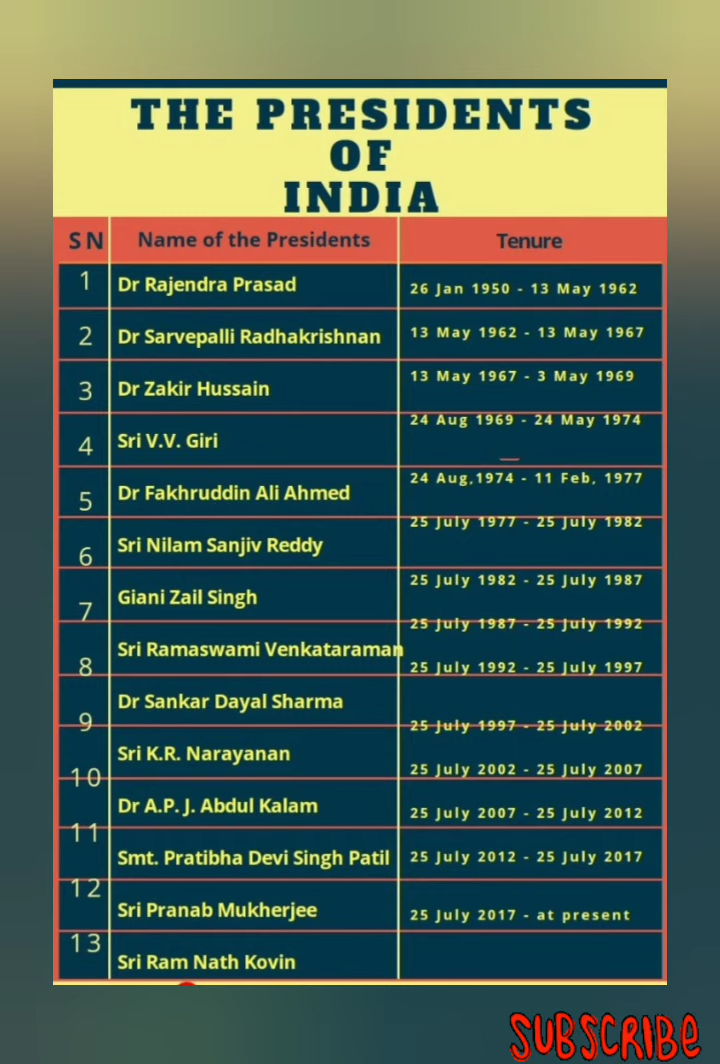 THE PRESIDENTS
OF
INDIA
SN Name of the Presidents Tenure
1 Dr Rajendra Prasad 26 Jan 1950 - 13 May 1962
2 Dr Sarvepalli Radhakrishnan 13 May 1962 - 13 May 1967
3 Dr Zakir Hussain 13 May 1967 - 3 May 1969
4 Sri V.V. Giri 24 Aug 1969 - 24 May 1974
5 Dr Fakhruddin Ali Ahmed 24 Aug,1974 - 11 Feb, 1977
6 Sri Nilam Sanjiv Reddy 25 July 1977 - 25 July 1982
7 Giani Zail Singh 25 July 1982 - 25 July 1987
8 Sri Ramaswami Venkataraman 25 July 1987 - 25 July 1992
9 Dr Sankar Dayal Sharma 25 July 1992 - 25 July 1997
10 Sri K.R. Narayanan 25 July 1997 - 25 July 2002
11 Dr A.P. J. Abdul Kalam 25 July 2002 - 25 July 2007
12 Smt. Pratibha Devi Singh Patil 25 July 2007 - 25 July 2012
13 Sri Pranab Mukherjee 25 July 2012 - 25 July 2017
Sri Ram Nath Kovin 25 July 2017 - at present
SUBSCRIBE